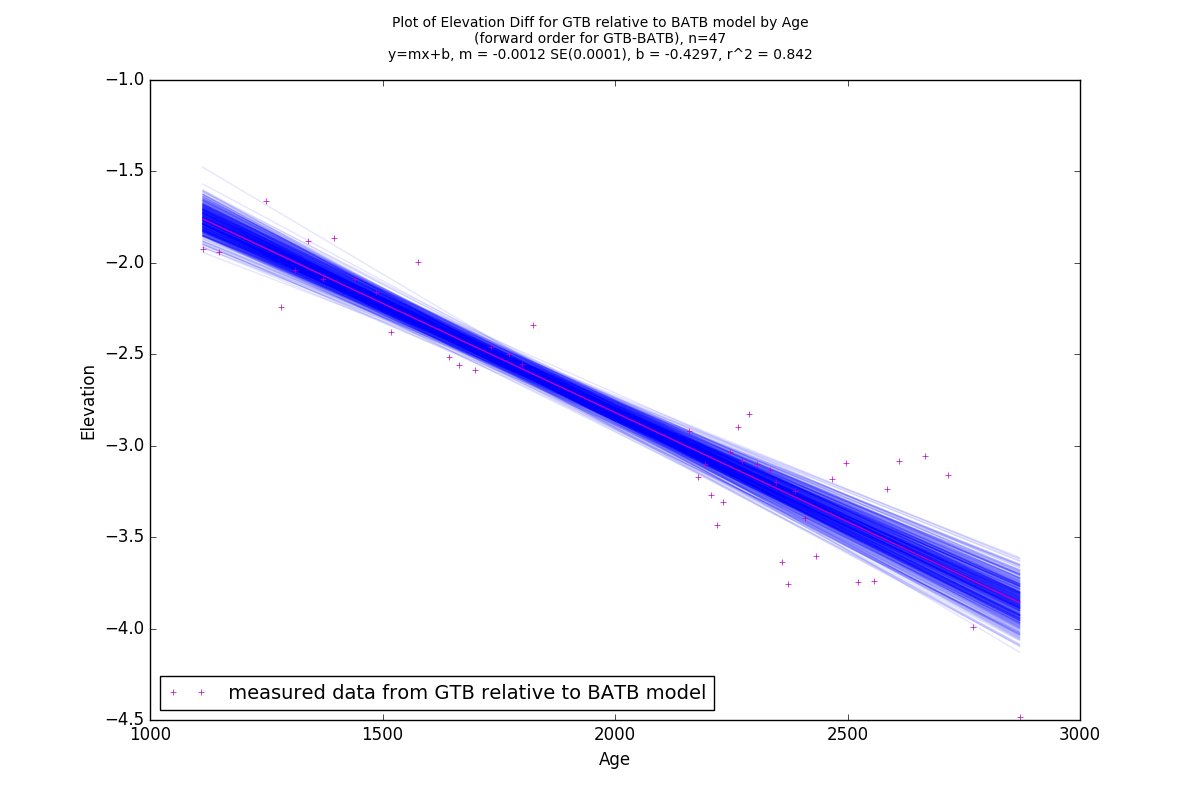 Plot of Elevation Diff for GTB relative to BATB model by Age
(forward order for GTB-BATB), n=47
y=mx+b, m = -0.0012 SE(0.0001), b = -0.4297, r^2 = 0.842
−1.0
−1.5
−2.0
−2.5
−3.0
−3.5
−4.0
−4.5
Elevation
measured data from GTB relative to BATB model
1000 1500 2000 2500 3000
Age